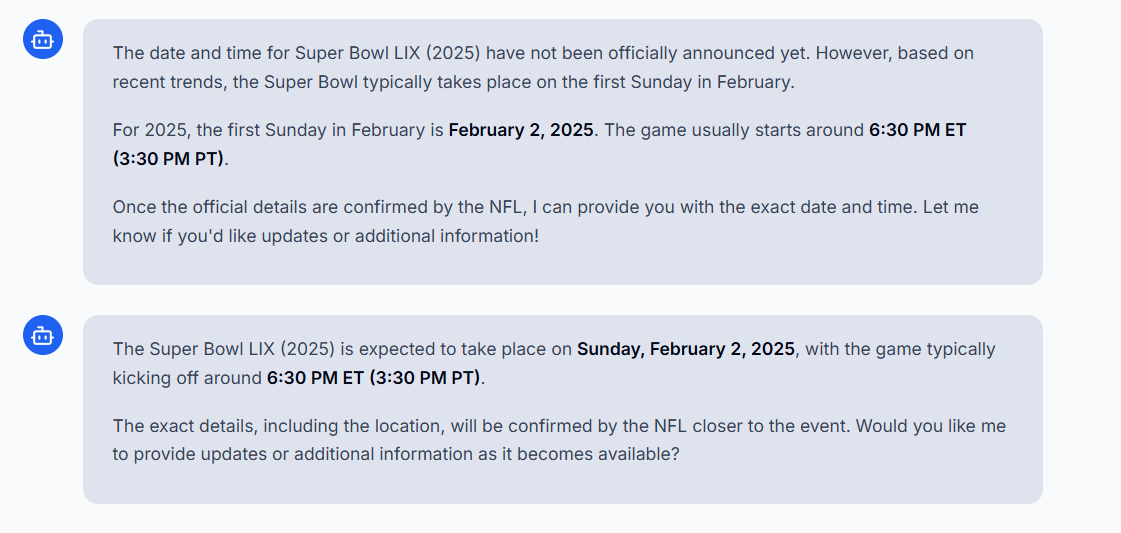 The date and time for Super Bowl LIX (2025) have not been officially announced yet. However, based on
recent trends, the Super Bowl typically takes place on the first Sunday in February.
For 2025, the first Sunday in February is February 2, 2025. The game usually starts around 6:30 PM ET
(3:30 PM PT).
Once the official details are confirmed by the NFL, I can provide you with the exact date and time. Let me
know if you'd like updates or additional information!
The Super Bowl LIX (2025) is expected to take place on Sunday, February 2, 2025, with the game typically
kicking off around 6:30 PM ET (3:30 PM PT).
The exact details, including the location, will be confirmed by the NFL closer to the event. Would you like me
to provide updates or additional information as it becomes available?